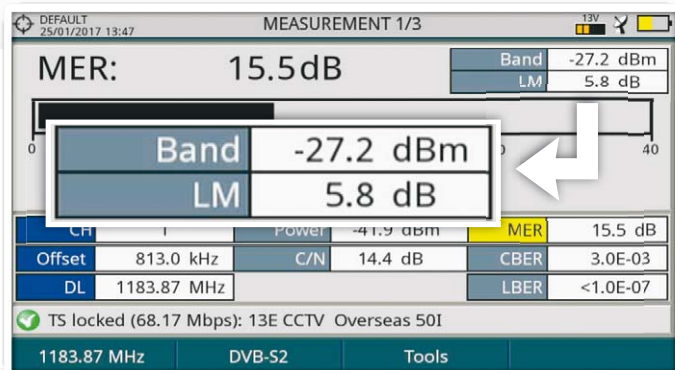 DEFAULT
25/01/2017 13:47
MEASUREMENT 1/3
13V
MER: 15.5dB
Band -27.2 dBm
LM 5.8 dB
0
40
Band -27.2 dBm
LM 5.8 dB
CH 1 Power -41.9 dBm MER 15.5 dB
Offset 813.0 kHz C/N 14.4 dB CBER 3.0E-03
DL 1183.87 MHz LBER <1.0E-07
TS locked (68.17 Mbps): 13E CCTV Overseas 50I
1183.87 MHz DVB-S2 Tools